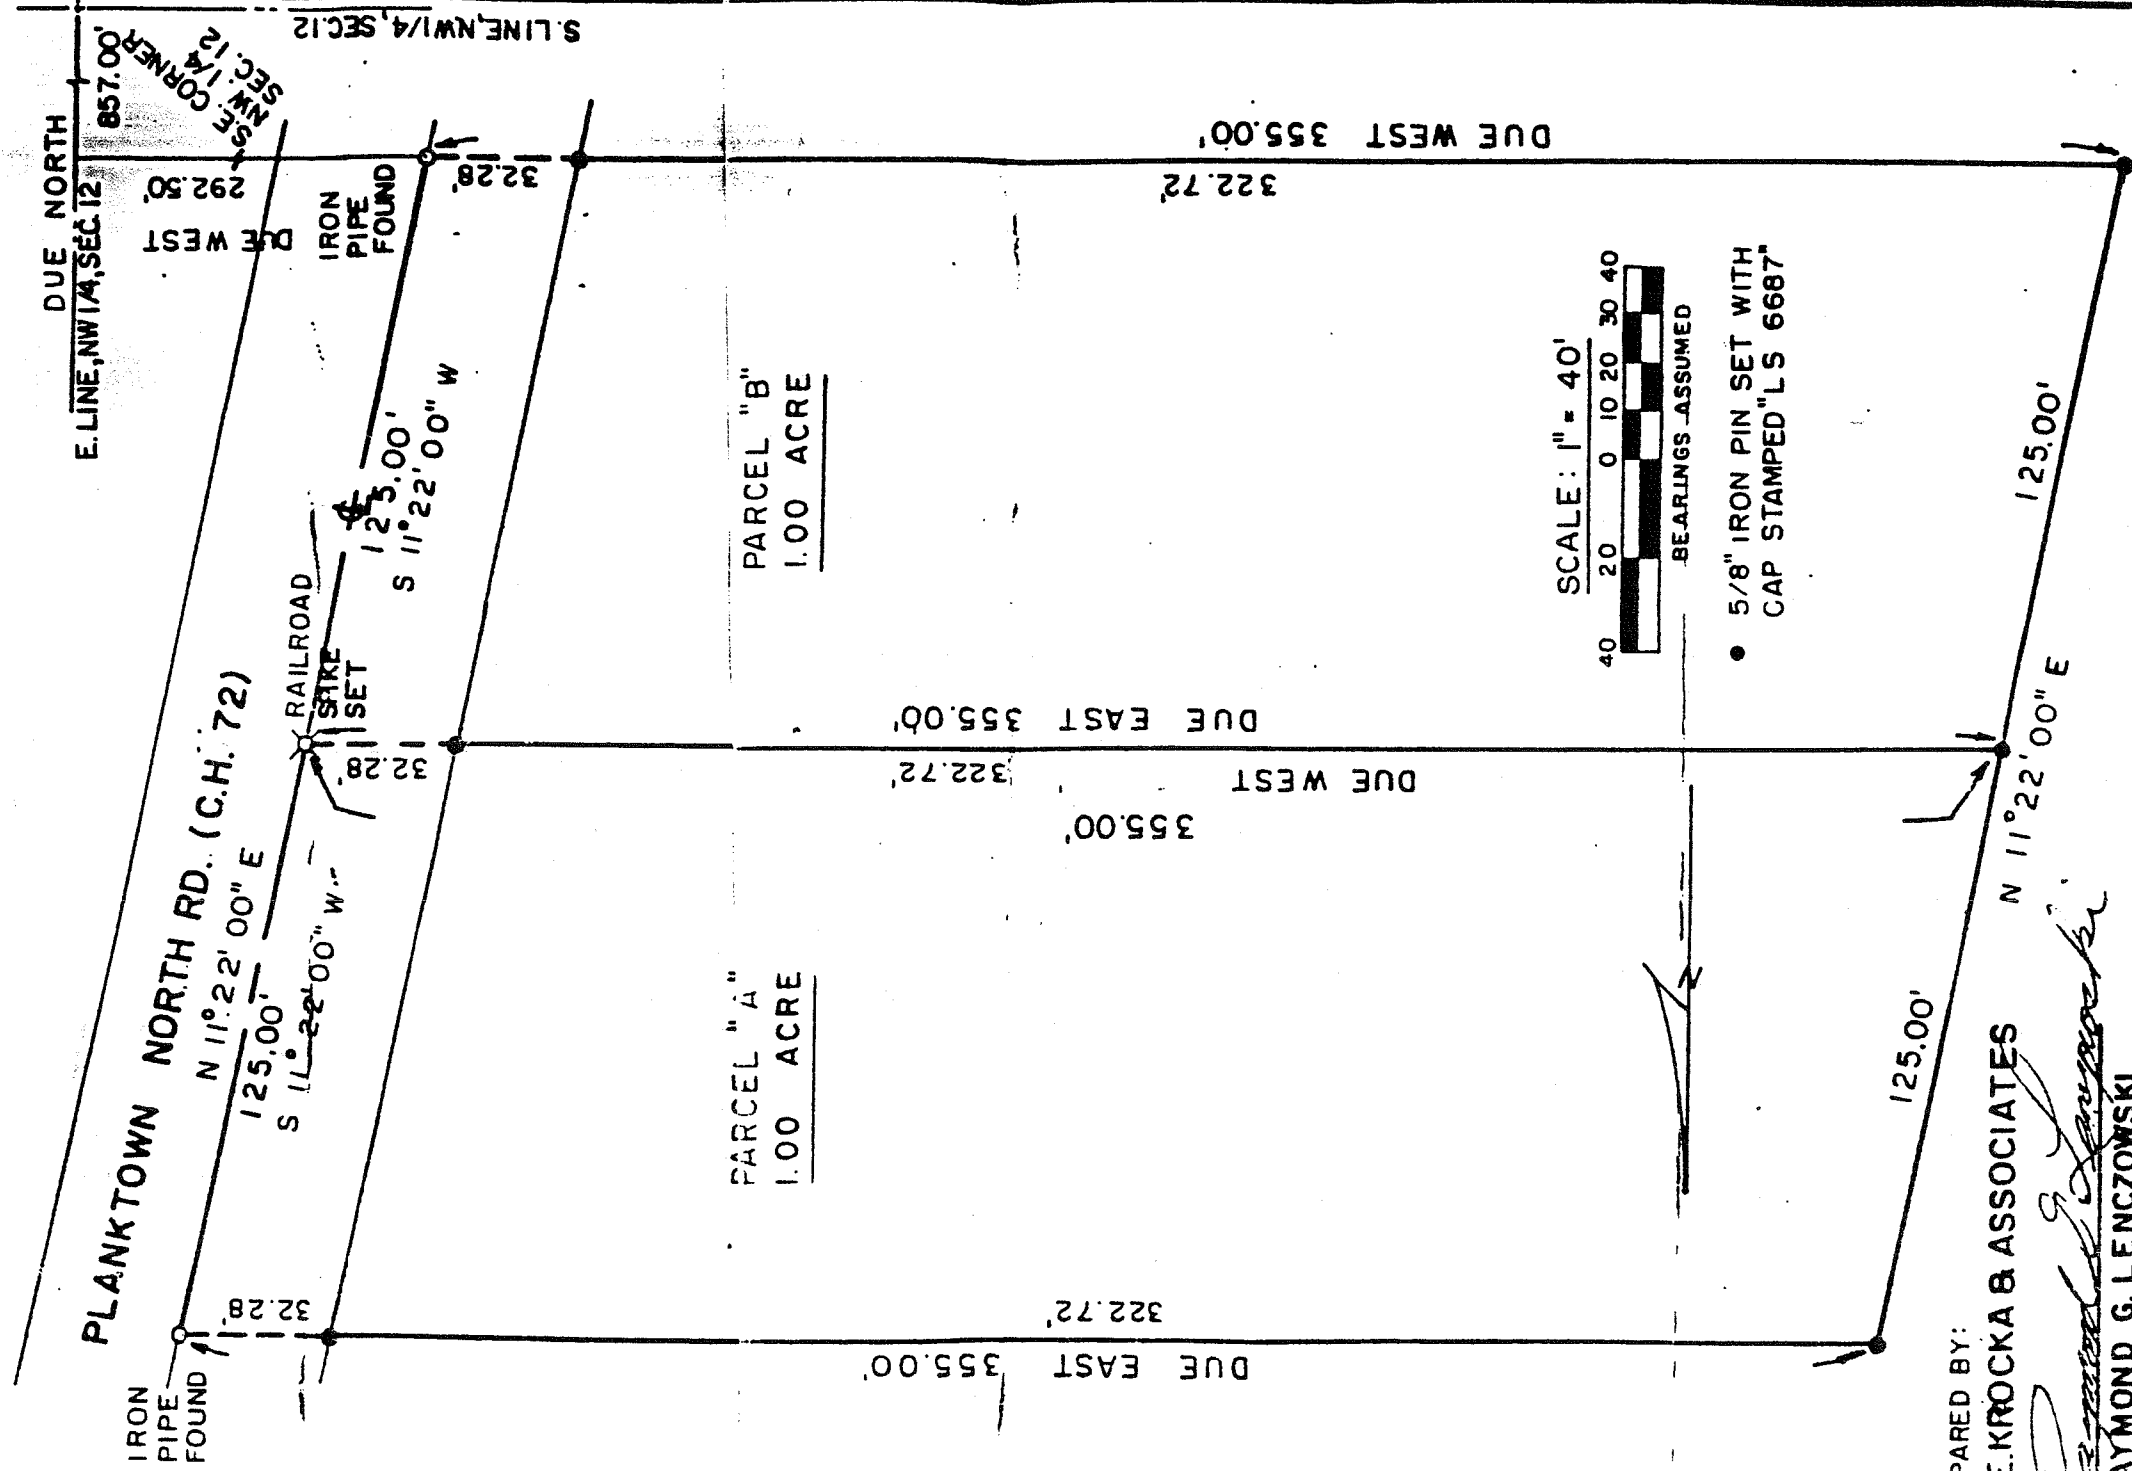 S. LINE, NW1/4, SEC.12
DUE NORTH
857.00'
E. LINE, NW1/4, SEC. 12
S.E. CORNER
NW. 1/4
SEC. 12
292.50'
DUE WEST
IRON
PIPE
FOUND
32.28'
DUE WEST 355.00'
322.72'
125.00'
S 11° 22' 00" W
RAILROAD
SPIKE
SET
PLANKTOWN NORTH RD. (C.H. 72)
N 11° 22' 00" E
125.00'
S 11° 22' 00" W
32.28'
DUE EAST 355.00'
322.72'
DUE WEST
355.00'
PARCEL "B"
1.00 ACRE
PARCEL "A"
1.00 ACRE
SCALE: 1" = 40'
40 20 0 10 20 30 40
BEARINGS ASSUMED
5/8" IRON PIN SET WITH
CAP STAMPED "LS 6687"
125.00'
N 11° 22' 00" E
125.00'
IRON
PIPE
FOUND
32.28'
322.72'
DUE EAST 355.00'
N
PARED BY:
E. KROCKA & ASSOCIATES
AYMOND G. LENCZOWSKI